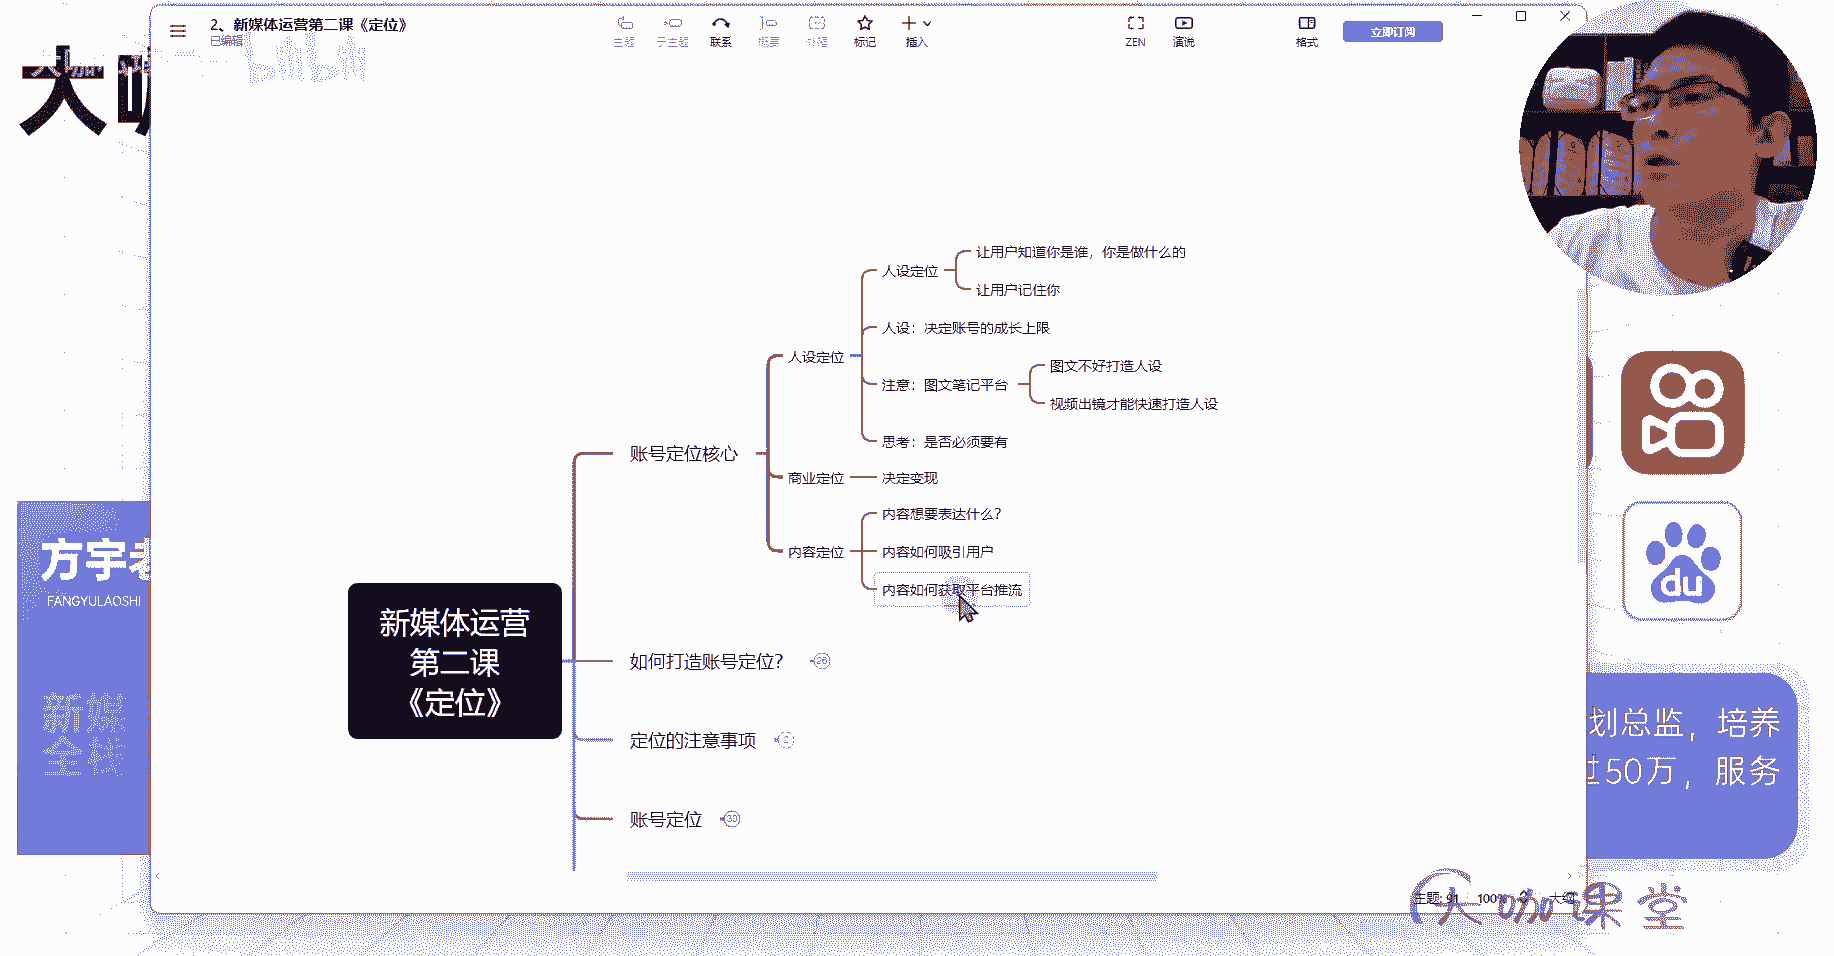 2、新媒体运营第二课《定位》
已编辑
主题 子主题 联系 概要 外框 标记 插入
ZEN 演说 格式 立即订阅
bilibili
大咖
让用户知道你是谁，你是做什么的
人设定位
让用户记住你
人设：决定账号的成长上限
人设定位
图文不好打造人设
注意：图文笔记平台
视频出镜才能快速打造人设
思考：是否必须要有
账号定位核心
商业定位 决定变现
内容想要表达什么？
内容定位 内容如何吸引用户
内容如何获取平台推流
新媒体运营
第二课
《定位》
如何打造账号定位？ 26
定位的注意事项 2
账号定位 30
方宇老
FANGYULAOSHI
新媒
全栈
du
划总监，培养
过50万，服务
主题: 91 100% 大纲
大咖课堂